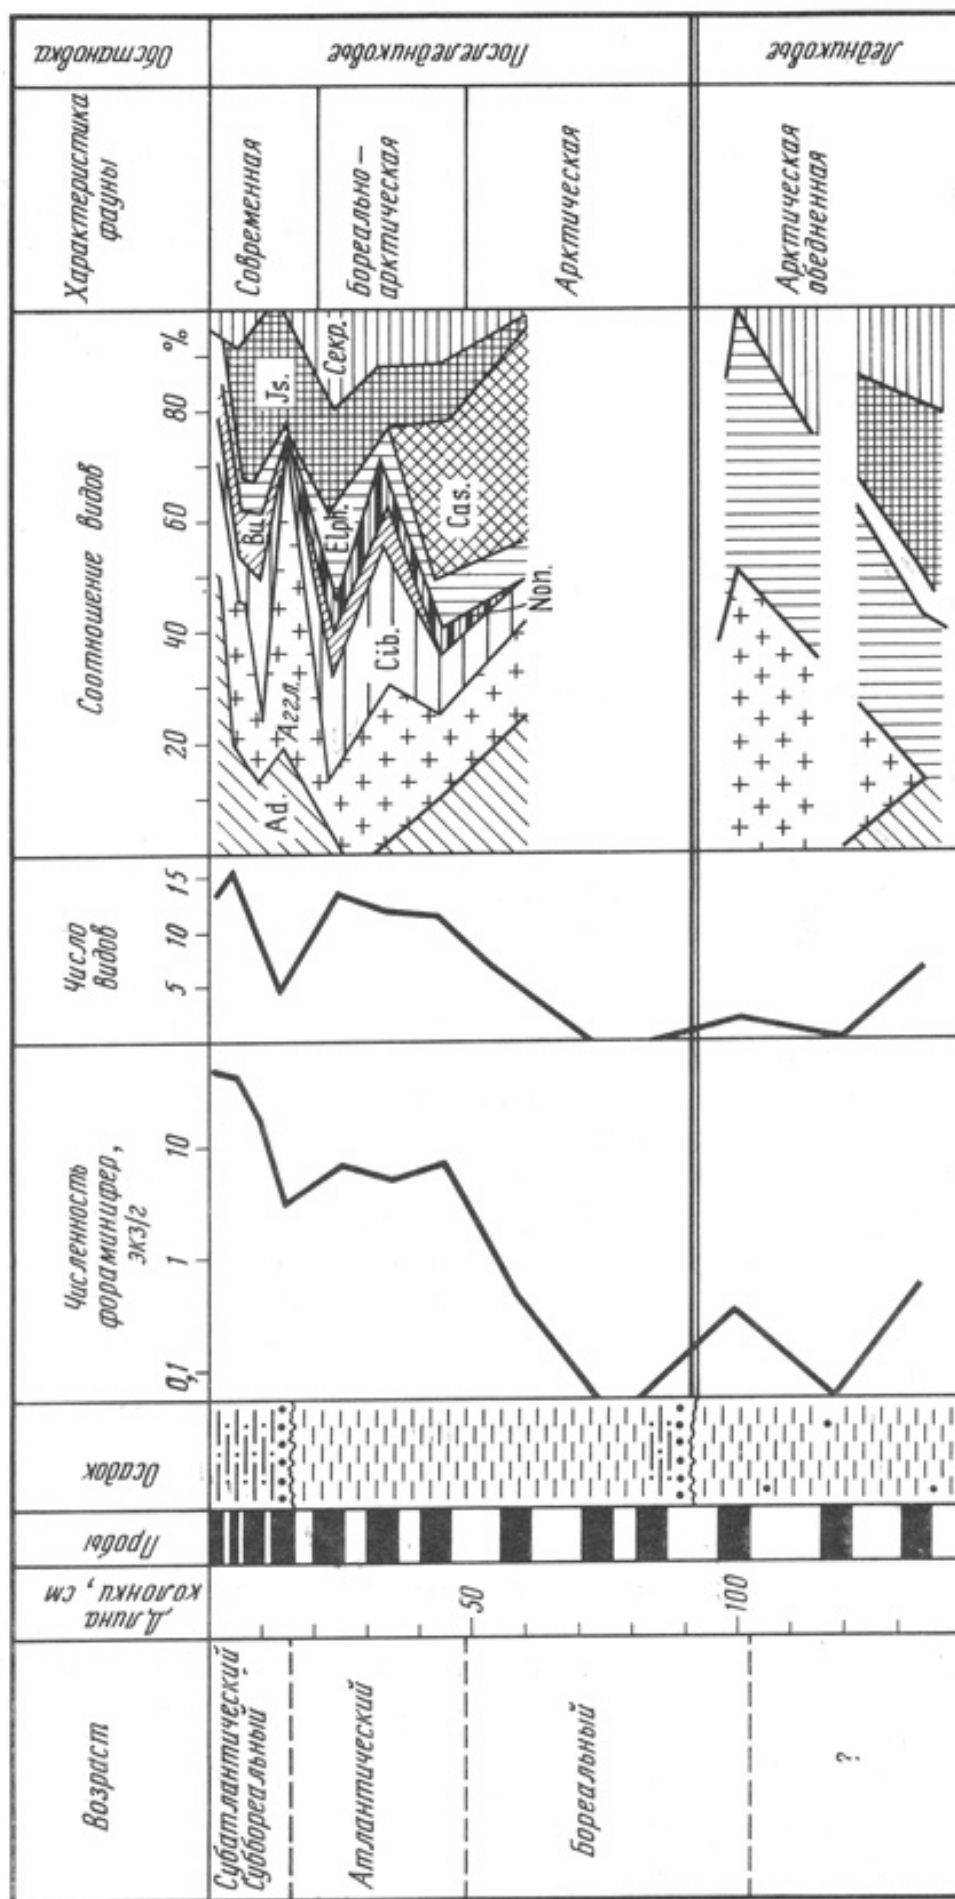 Возраст
Субатлантический
Суббореальный
Атлантический
Бореальный
?
Длина
колонки, см
50
100
Пробы
Осадок
Численность
фораминифер,
экз/г
0,1
1
10
Число
видов
5
10
15
Соотношение видов
20
40
60
80
%
Ad.
Аггл.
Bu
Js.
Elph.
Секр.
Cib.
Cas.
Non.
Характеристика
фауны
Современная
Бореально —
арктическая
Арктическая
Арктическая
обедненная
Обстановка
Послеледниковье
Ледниковье